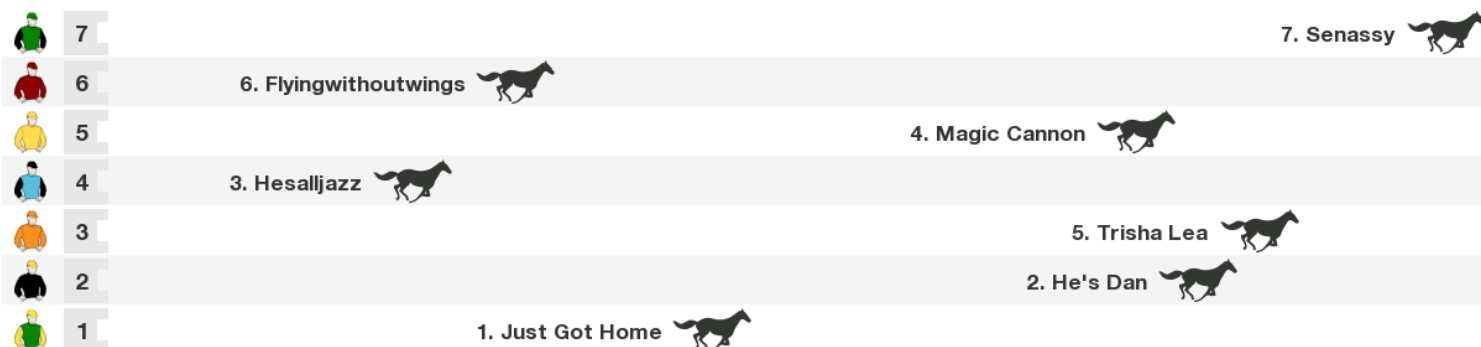 7 7. Senassy
6 6. Flyingwithoutwings
5 4. Magic Cannon
4 3. Hesalljazz
3 5. Trisha Lea
2 2. He's Dan
1 1. Just Got Home